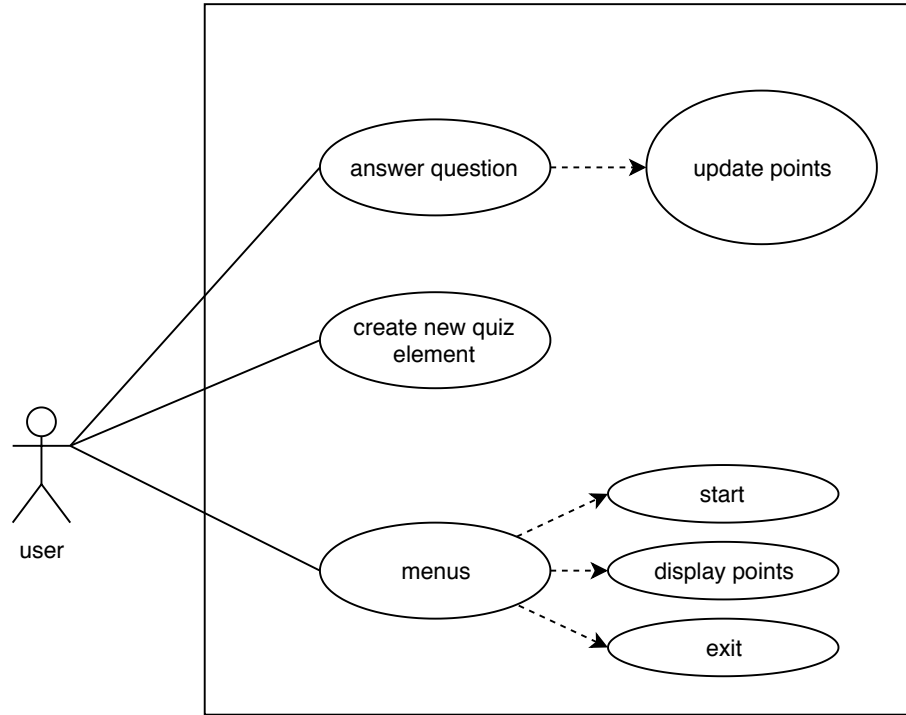 answer question
update points
create new quiz
element
user
menus
start
display points
exit